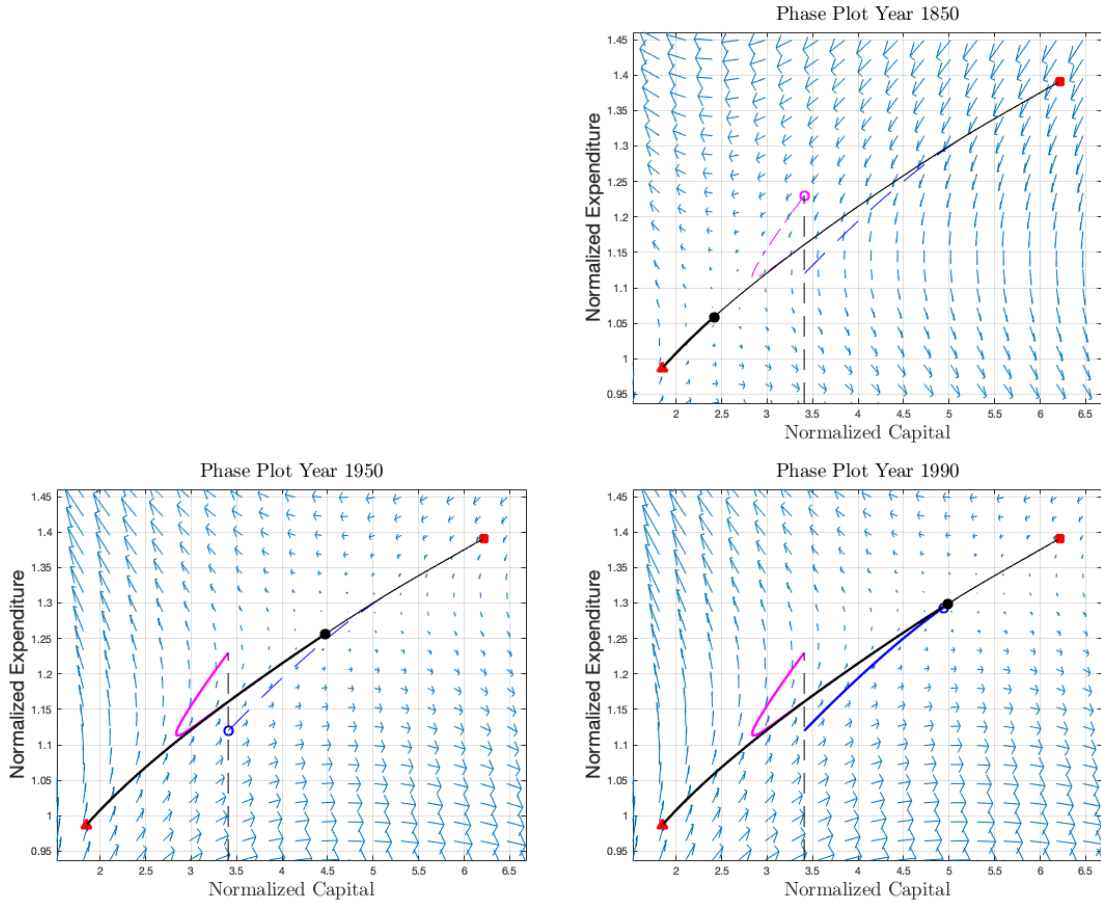 Phase Plot Year 1850
Normalized Expenditure
1.45
1.4
1.35
1.3
1.25
1.2
1.15
1.1
1.05
1
0.95
2 2.5 3 3.5 4 4.5 5 5.5 6 6.5
Normalized Capital
Phase Plot Year 1950
Normalized Expenditure
1.45
1.4
1.35
1.3
1.25
1.2
1.15
1.1
1.05
1
0.95
2 2.5 3 3.5 4 4.5 5 5.5 6 6.5
Normalized Capital
Phase Plot Year 1990
Normalized Expenditure
1.45
1.4
1.35
1.3
1.25
1.2
1.15
1.1
1.05
1
0.95
2 2.5 3 3.5 4 4.5 5 5.5 6 6.5
Normalized Capital